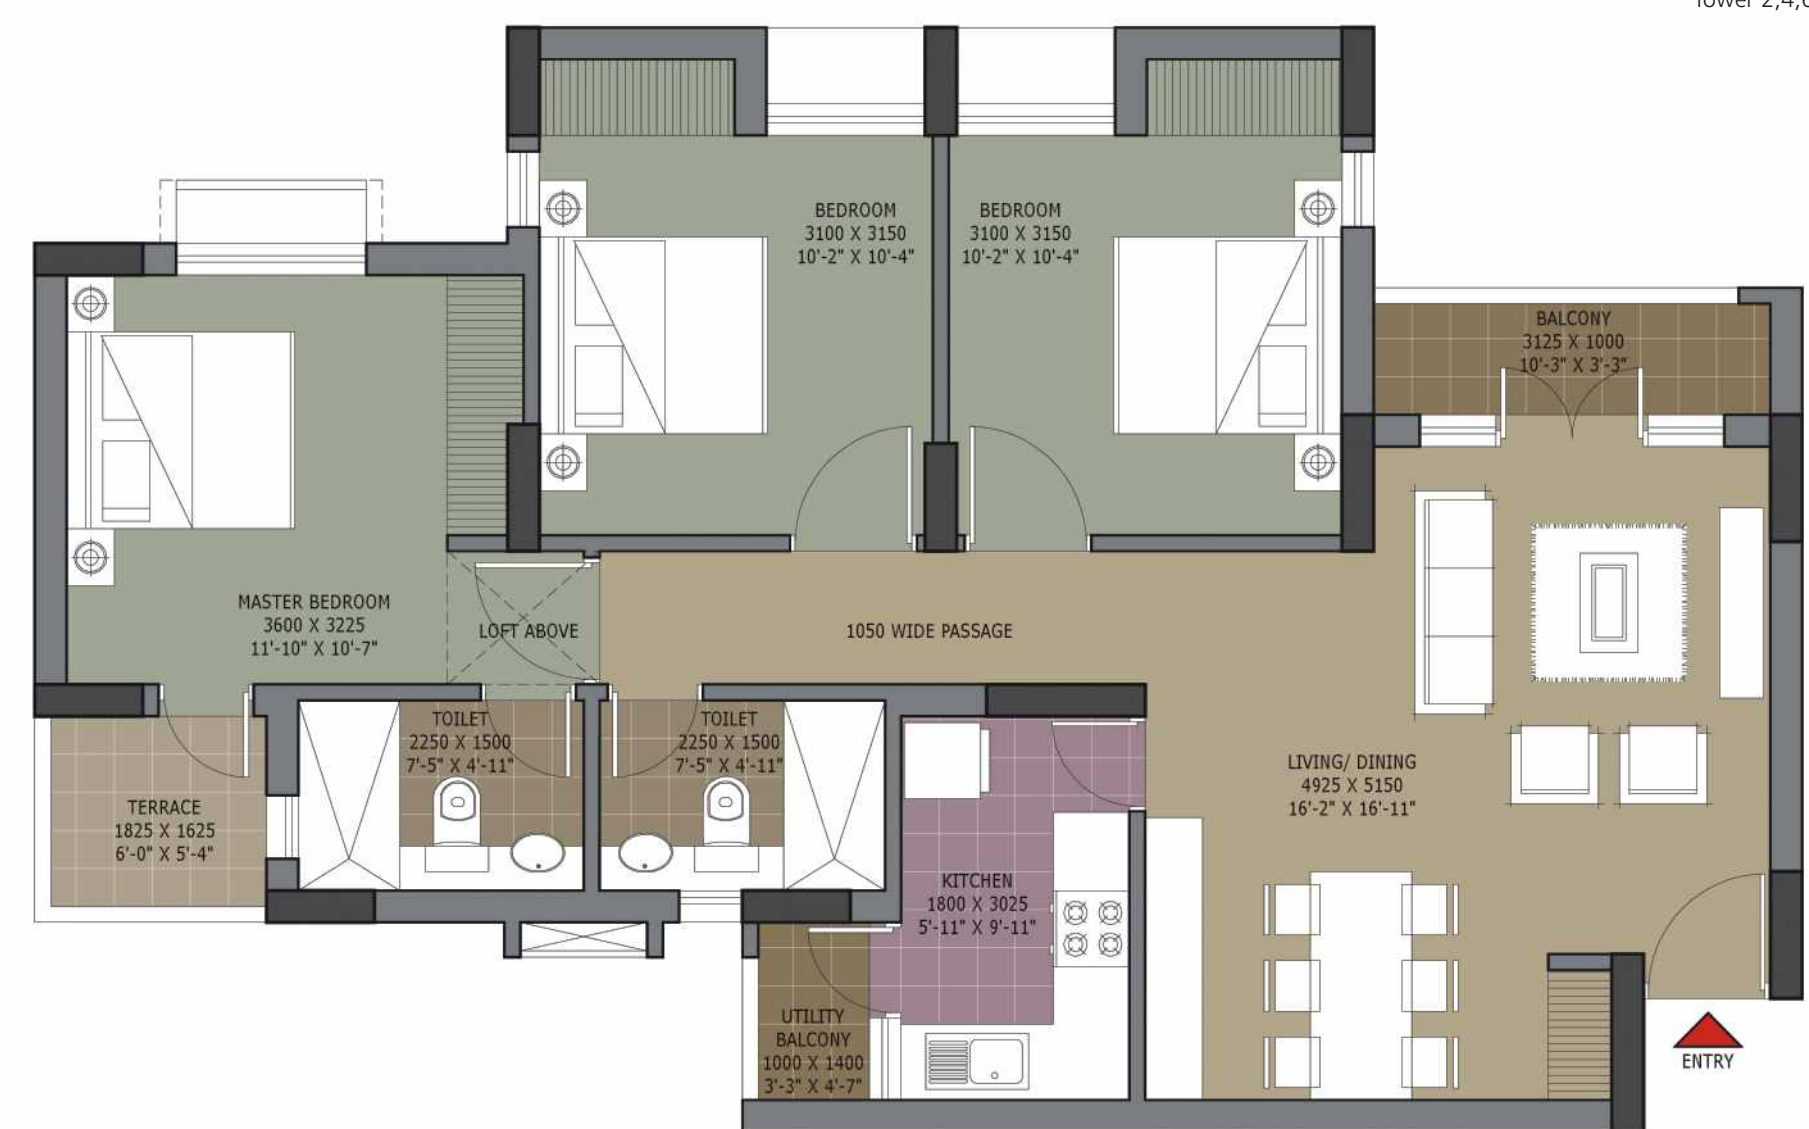 BEDROOM
3100 X 3150
10'-2" X 10'-4"
BEDROOM
3100 X 3150
10'-2" X 10'-4"
BALCONY
3125 X 1000
10'-3" X 3'-3"
MASTER BEDROOM
3600 X 3225
11'-10" X 10'-7"
LOFT ABOVE
1050 WIDE PASSAGE
TOILET
2250 X 1500
7'-5" X 4'-11"
TOILET
2250 X 1500
7'-5" X 4'-11"
LIVING/ DINING
4925 X 5150
16'-2" X 16'-11"
TERRACE
1825 X 1625
6'-0" X 5'-4"
KITCHEN
1800 X 3025
5'-11" X 9'-11"
UTILITY
BALCONY
1000 X 1400
3'-3" X 4'-7"
ENTRY